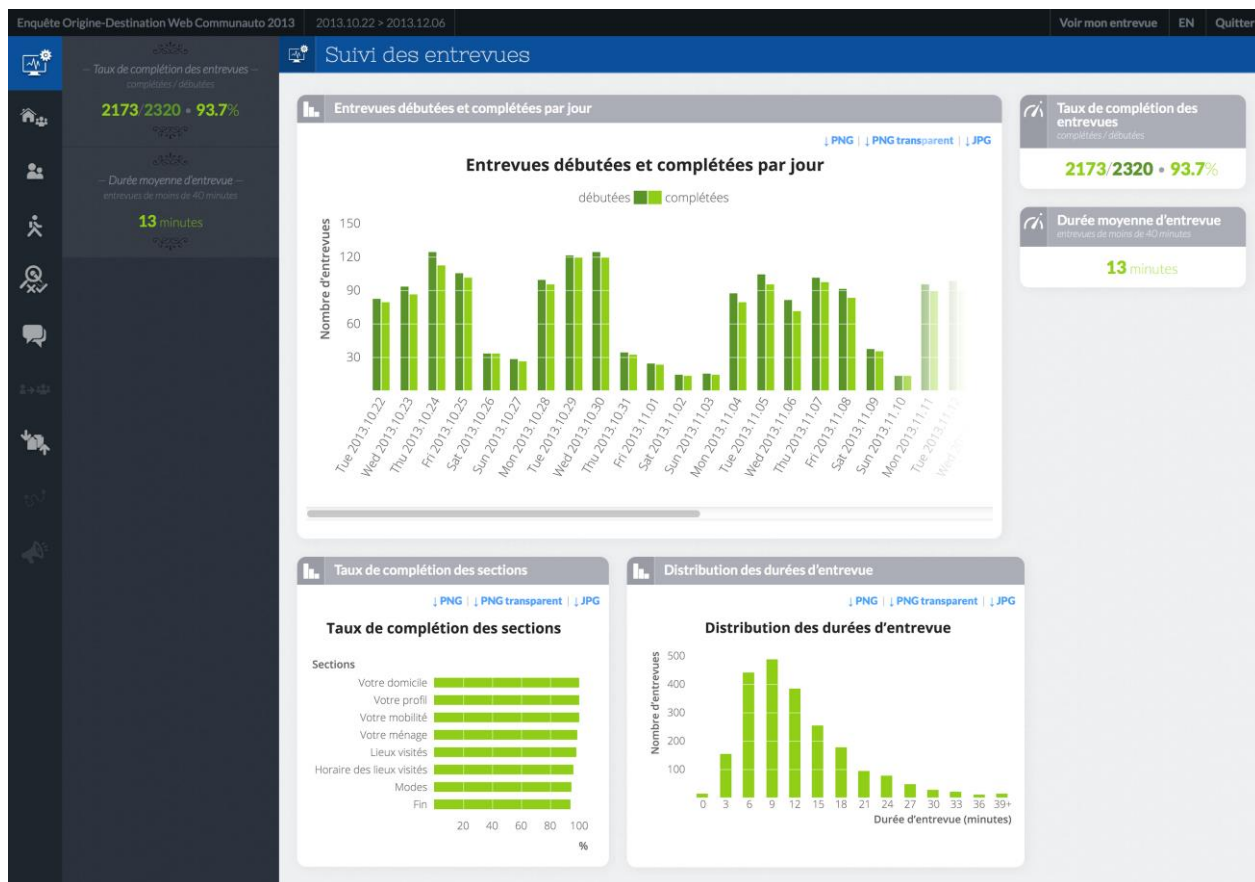 Enquête Origine-Destination Web Communauto 2013
2013.10.22 > 2013.12.06
Voir mon entrevue
EN
Quitter
— Taux de complétion des entrevues —
complétées / débutées
2173/2320 • 93.7%
— Durée moyenne d'entrevue —
entrevues de moins de 40 minutes
13 minutes
Suivi des entrevues
Entrevues débutées et complétées par jour
↓ PNG | ↓ PNG transparent | ↓ JPG
Entrevues débutées et complétées par jour
débutées complétées
Nombre d'entrevues
150
120
90
60
30
Tue 2013.10.22
Wed 2013.10.23
Thu 2013.10.24
Fri 2013.10.25
Sat 2013.10.26
Sun 2013.10.27
Mon 2013.10.28
Tue 2013.10.29
Wed 2013.10.30
Thu 2013.10.31
Fri 2013.11.01
Sat 2013.11.02
Sun 2013.11.03
Mon 2013.11.04
Tue 2013.11.05
Wed 2013.11.06
Thu 2013.11.07
Fri 2013.11.08
Sat 2013.11.09
Sun 2013.11.10
Mon 2013.11.11
Tue 2013.11.12
Taux de complétion des
entrevues
complétées / débutées
2173/2320 • 93.7%
Durée moyenne d'entrevue
entrevues de moins de 40 minutes
13 minutes
Taux de complétion des sections
↓ PNG | ↓ PNG transparent | ↓ JPG
Taux de complétion des sections
Sections
Votre domicile
Votre profil
Votre mobilité
Votre ménage
Lieux visités
Horaire des lieux visités
Modes
Fin
20 40 60 80 100
%
Distribution des durées d'entrevue
↓ PNG | ↓ PNG transparent | ↓ JPG
Distribution des durées d'entrevue
Nombre d'entrevues
500
400
300
200
100
0 3 6 9 12 15 18 21 24 27 30 33 36 39+
Durée d'entrevue (minutes)